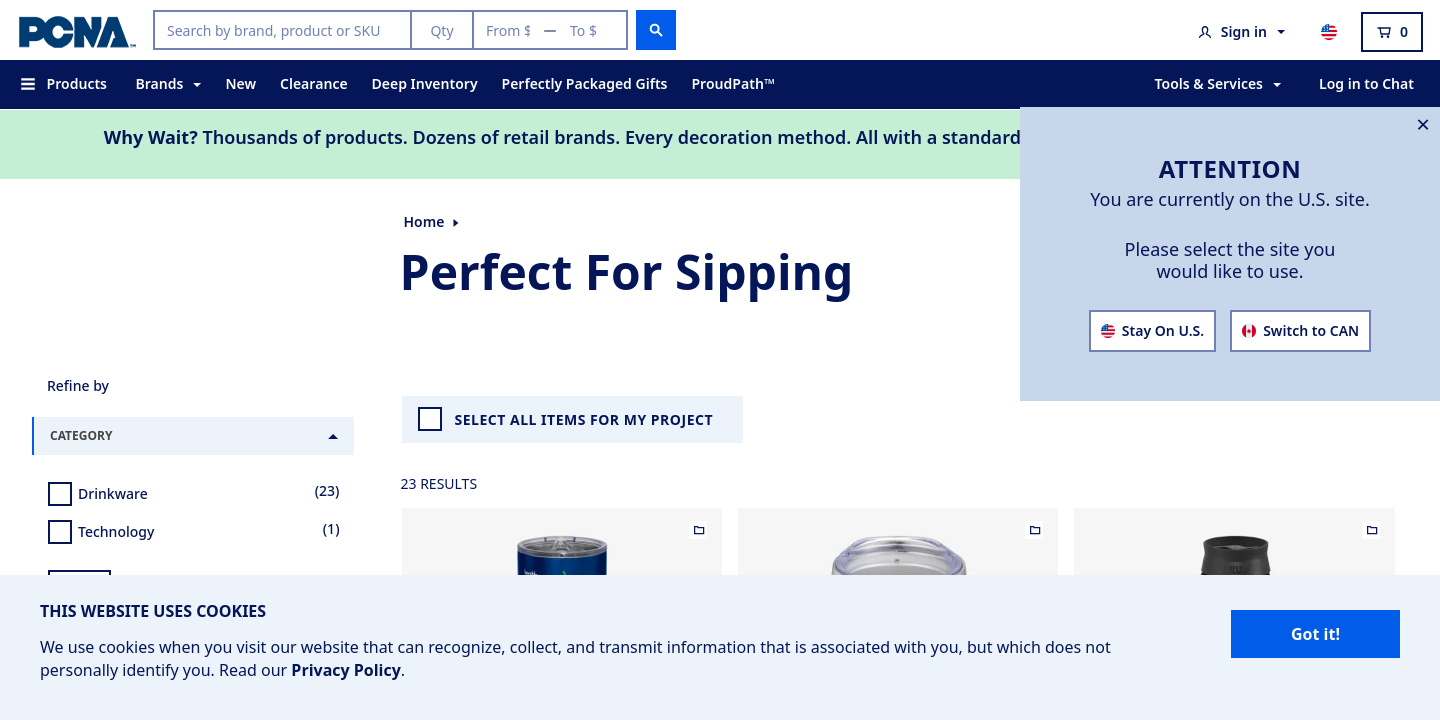 PCNA™
Search by brand, product or SKU
Qty
From $ — To $
Sign in
0
Products
Brands
New
Clearance
Deep Inventory
Perfectly Packaged Gifts
ProudPath™
Tools & Services
Log in to Chat
Why Wait? Thousands of products. Dozens of retail brands. Every decoration method. All with a standard
ATTENTION
You are currently on the U.S. site.
Please select the site you
would like to use.
Stay On U.S.
Switch to CAN
Home
Perfect For Sipping
Refine by
CATEGORY
Drinkware (23)
Technology (1)
SELECT ALL ITEMS FOR MY PROJECT
23 RESULTS
THIS WEBSITE USES COOKIES
We use cookies when you visit our website that can recognize, collect, and transmit information that is associated with you, but which does not
personally identify you. Read our Privacy Policy.
Got it!